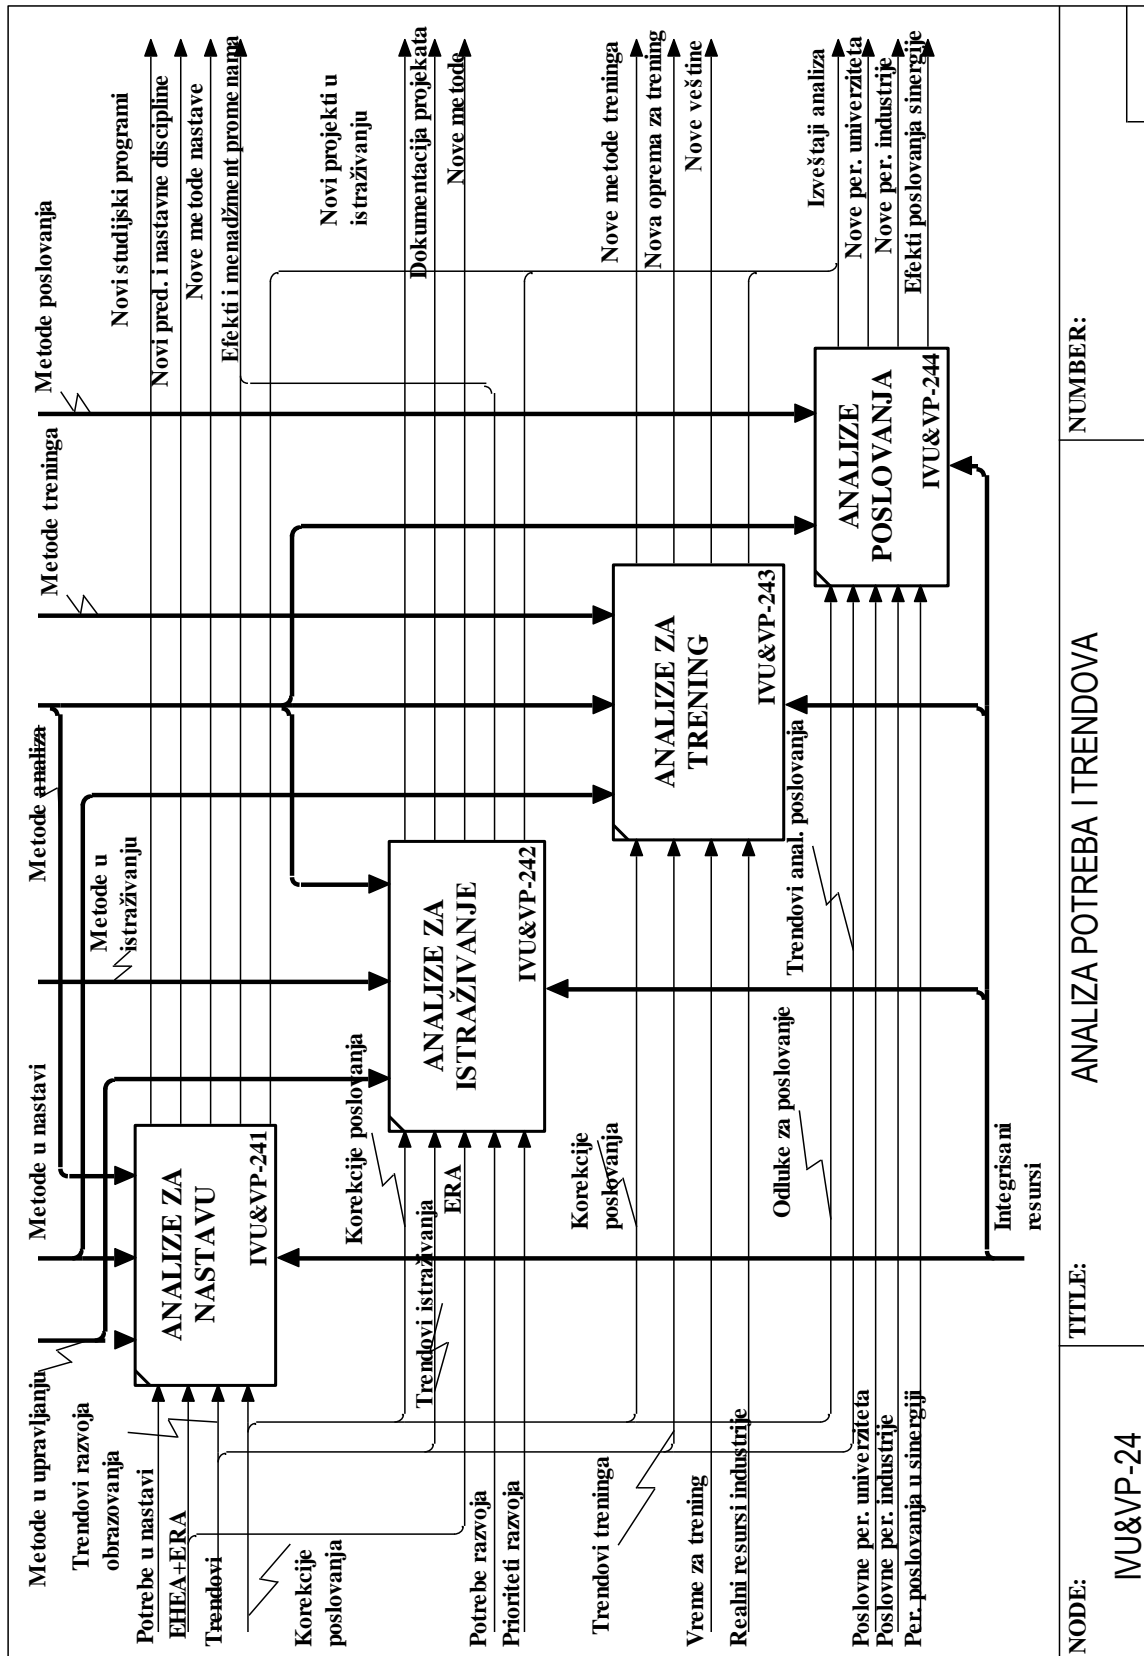 Metode u upravljanju
Metode u nastavi
Metode u
istraživanju
Metode analiza
Metode treninga
Metode poslovanja
Trendovi razvoja
obrazovanja
Potrebe u nastavi
EHEA+ERA
Trendovi
Korekcije
poslovanja
ANALIZE ZA
NASTAVU
IVU&VP-241
Novi studijski programi
Novi pred. i nastavne discipline
Nove metode nastave
Efekti i menadžment promenama
Korekcije poslovanja
Trendovi istraživanja
ERA
Potrebe razvoja
Prioriteti razvoja
ANALIZE ZA
ISTRAŽIVANJE
IVU&VP-242
Novi projekti u
istraživanju
Dokumentacija projekata
Nove metode
Korekcije
poslovanja
Trendovi treninga
Vreme za trening
Realni resursi industrije
ANALIZE ZA
TRENING
IVU&VP-243
Nove metode treninga
Nova oprema za trening
Nove veštine
Odluke za poslovanje
Trendovi anal. poslovanja
Poslovne per. univerziteta
Poslovne per. industrije
Per. poslovanja u sinergiji
ANALIZE
POSLOVANJA
IVU&VP-244
Izveštaji analiza
Nove per. univerziteta
Nove per. industrije
Efekti poslovanja sinergije
Integrisani
resursi
NODE:
IVU&VP-24
TITLE:
ANALIZA POTREBA I TRENDOVA
NUMBER: